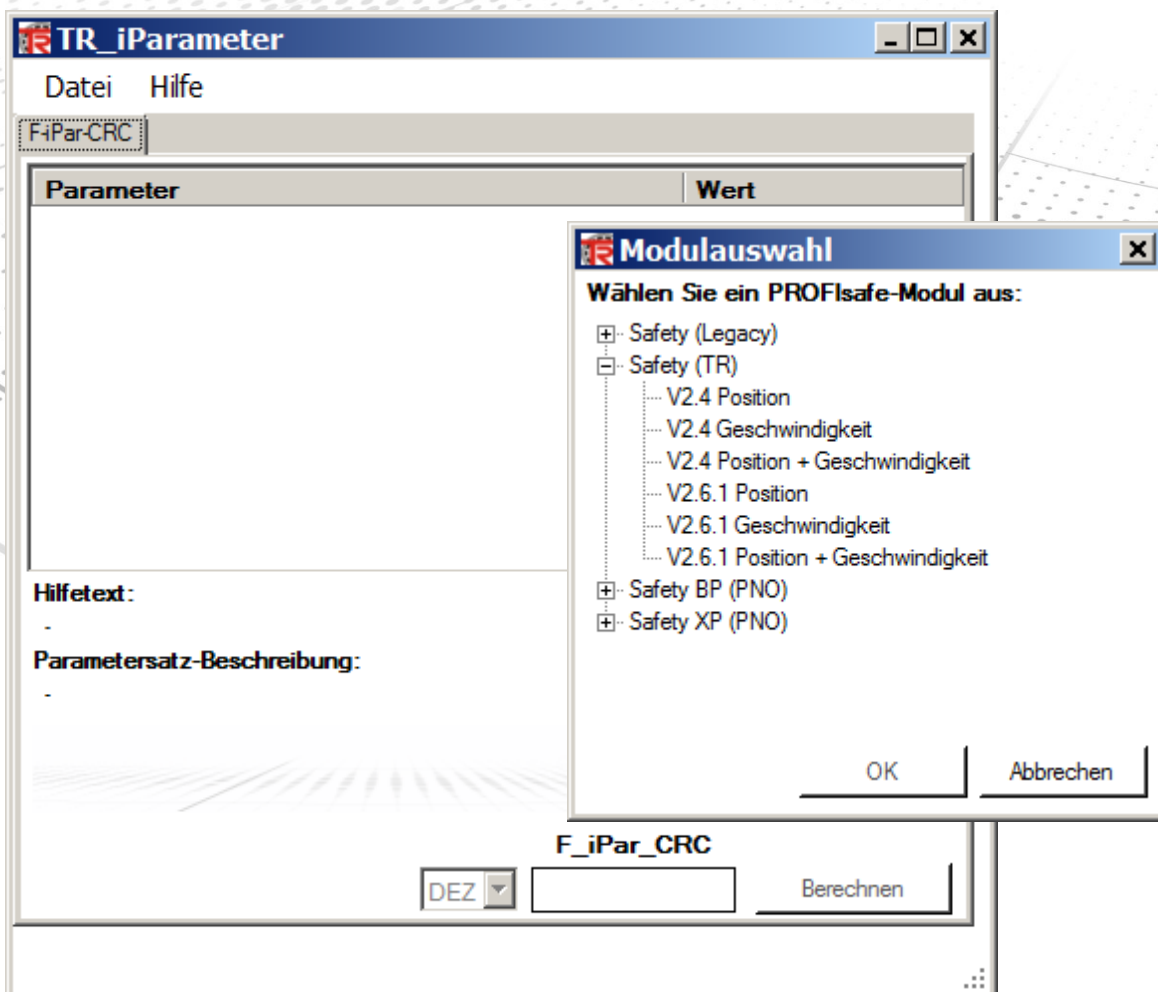 TR_iParameter
Datei Hilfe
F-iPar-CRC
Parameter Wert
Modulauswahl
Wählen Sie ein PROFIsafe-Modul aus:
Safety (Legacy)
Safety (TR)
V2.4 Position
V2.4 Geschwindigkeit
V2.4 Position + Geschwindigkeit
V2.6.1 Position
V2.6.1 Geschwindigkeit
V2.6.1 Position + Geschwindigkeit
Safety BP (PNO)
Safety XP (PNO)
OK Abbrechen
Hilfetext:
-
Parametersatz-Beschreibung:
-
F_iPar_CRC
DEZ Berechnen